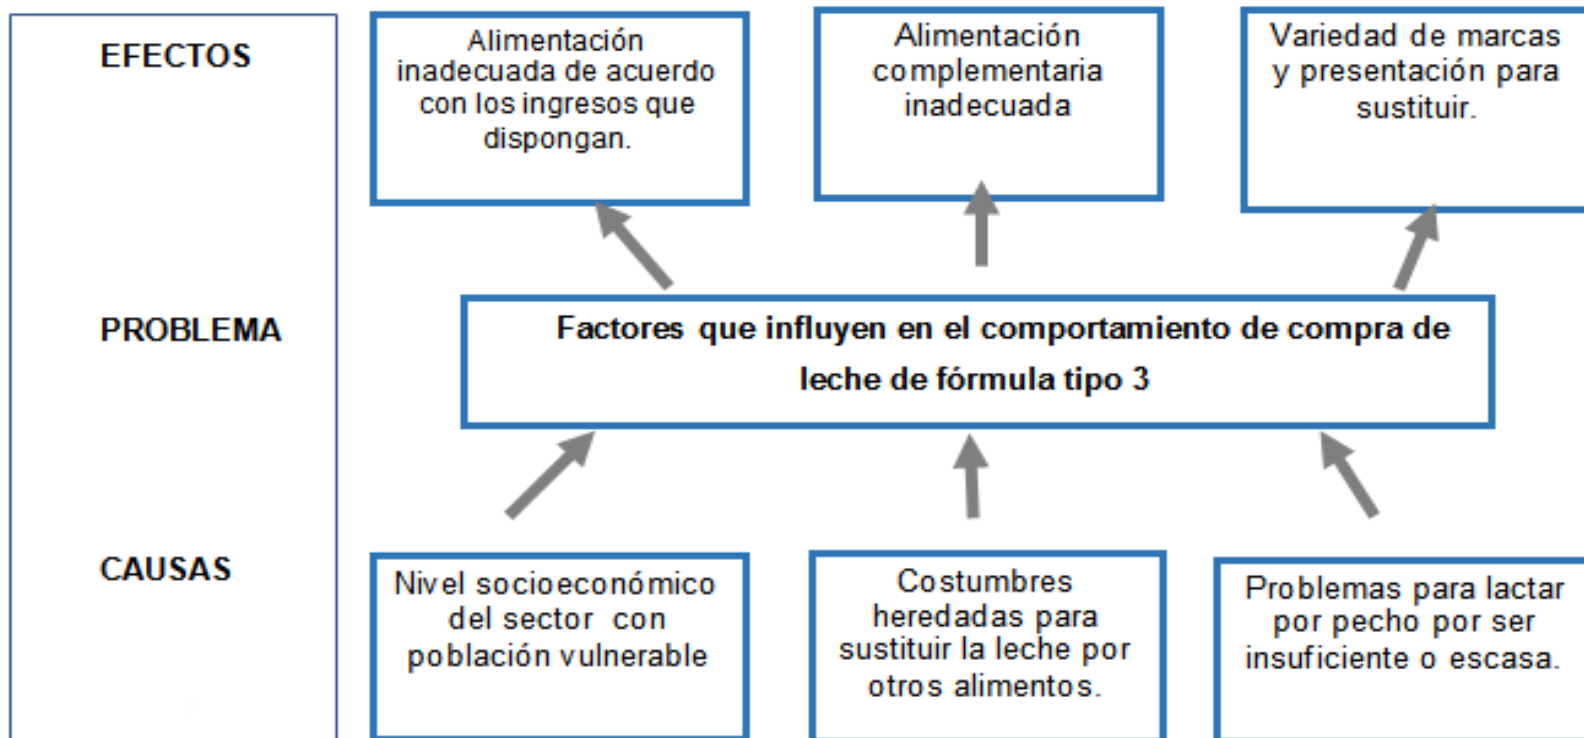 EFECTOS
Alimentación
inadecuada de acuerdo
con los ingresos que
dispongan.
Alimentación
complementaria
inadecuada
Variedad de marcas
y presentación para
sustituir.
PROBLEMA
Factores que influyen en el comportamiento de compra de
leche de fórmula tipo 3
CAUSAS
Nivel socioeconómico
del sector con
población vulnerable
Costumbres
heredadas para
sustituir la leche por
otros alimentos.
Problemas para lactar
por pecho por ser
insuficiente o escasa.